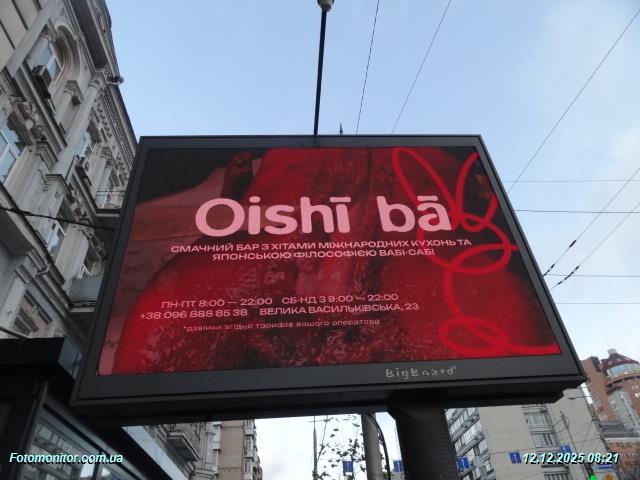 Oishī bā
СМАЧНИЙ БАР З ХІТАМИ МІЖНАРОДНИХ КУХОНЬ ТА
ЯПОНСЬКОЮ ФІЛОСОФІЄЮ ВАБІ-САБІ
ПН-ПТ 8:00 — 22:00 СБ-НД З 9:00 — 22:00
+38 096 888 85 38 ВЕЛИКА ВАСИЛЬКІВСЬКА, 23
*дзвінки згідно тарифів вашого оператора
BigBoard
Fotomonitor.com.ua
12.12.2025 08:21